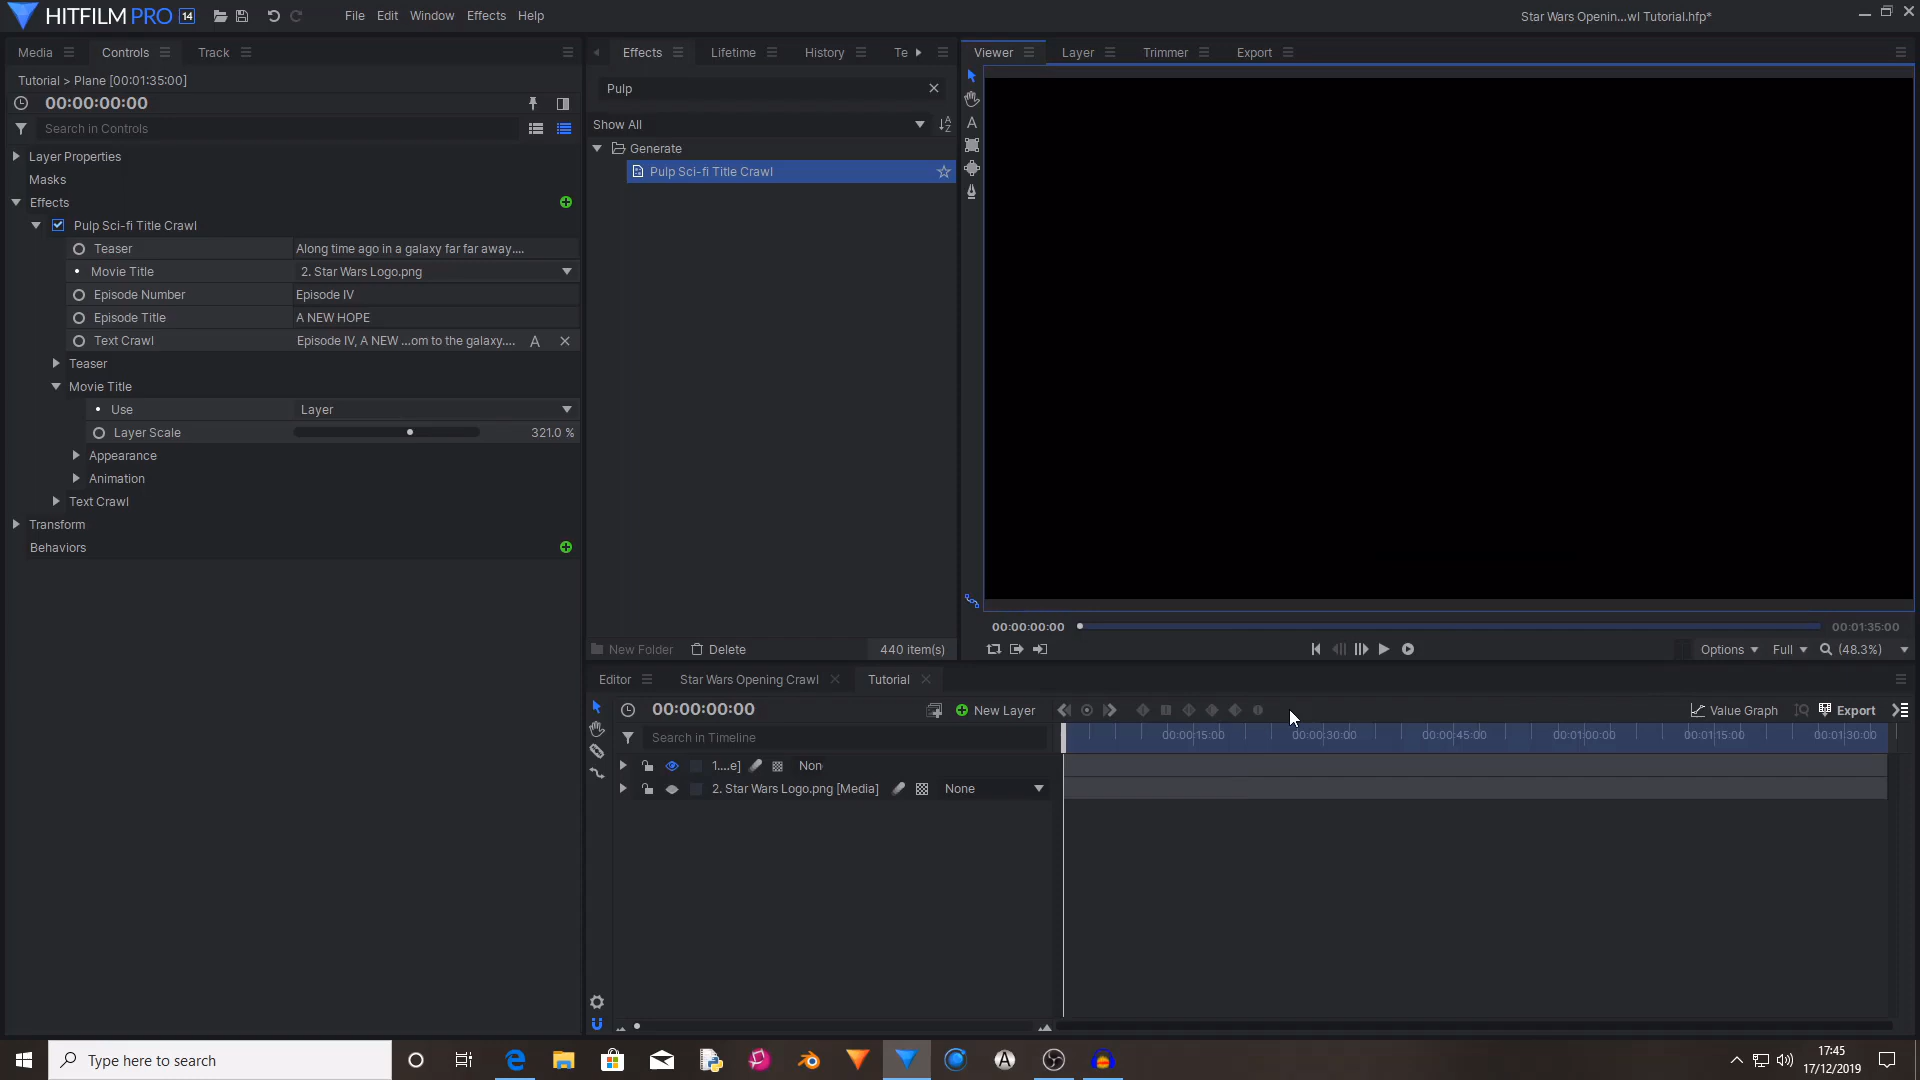 HITFILM PRO 14 File Edit Window Effects Help Star Wars Openin...wl Tutorial.hfp*
Media Controls Track
Tutorial > Plane [00:01:35:00]
00:00:00:00
Search in Controls
Layer Properties
Masks
Effects
Pulp Sci-fi Title Crawl
Teaser Along time ago in a galaxy far far away....
Movie Title 2. Star Wars Logo.png
Episode Number Episode IV
Episode Title A NEW HOPE
Text Crawl Episode IV, A NEW ...om to the galaxy.... A
Teaser
Movie Title
Use Layer
Layer Scale 321.0 %
Appearance
Animation
Text Crawl
Transform
Behaviors
Effects Lifetime History Te
Pulp
Show All
Generate
Pulp Sci-fi Title Crawl
New Folder Delete 440 item(s)
Viewer Layer Trimmer Export
A
00:00:00:00 00:01:35:00
Options Full (48.3%)
Editor Star Wars Opening Crawl Tutorial
00:00:00:00 New Layer Value Graph Export
Search in Timeline
00:00:15:00 00:00:30:00 00:00:45:00 00:01:00:00 00:01:15:00 00:01:30:00
1....e] Non
2. Star Wars Logo.png [Media] None
Type here to search
17:45
17/12/2019